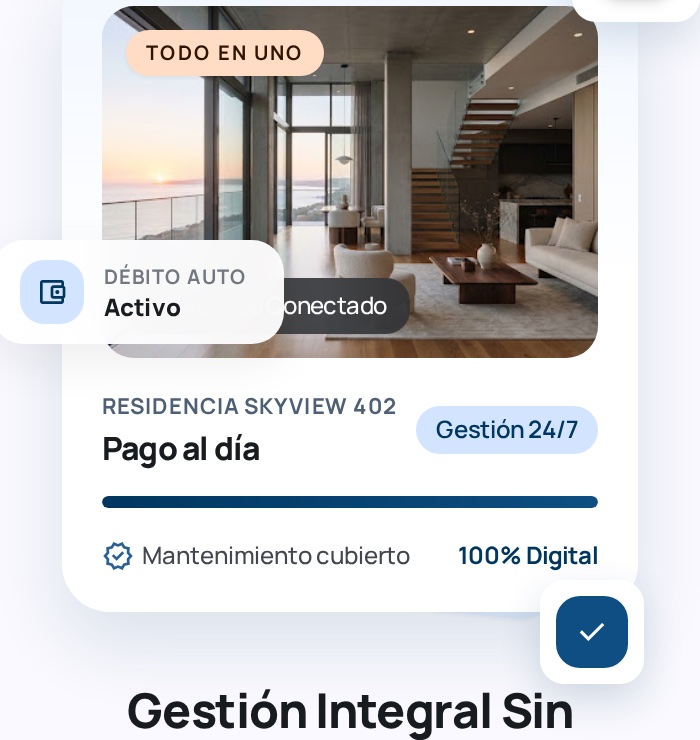 TODO EN UNO
DÉBITO AUTO
Activo
Conectado
RESIDENCIA SKYVIEW 402
Pago al día
Gestión 24/7
Mantenimiento cubierto
100% Digital
Gestión Integral Sin